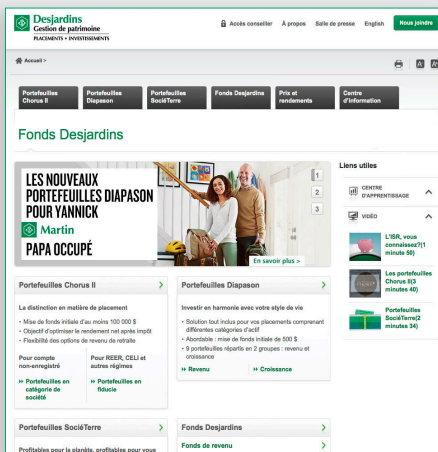 Desjardins
Gestion de patrimoine
PLACEMENTS • INVESTISSEMENTS
Accès conseiller
À propos
Salle de presse
English
Nous joindre
Accueil >
A
Portefeuilles
Chorus II
Portefeuilles
Diapason
Portefeuilles
SociéTerre
Fonds Desjardins
Prix et
rendements
Centre
d'information
Fonds Desjardins
LES NOUVEAUX
PORTEFEUILLES DIAPASON
POUR YANNICK
Martin
PAPA OCCUPÉ
1
2
3
En savoir plus >
Liens utiles
CENTRE
D'APPRENTISSAGE
VIDÉO
L'ISR, vous
connaissez?(1
minute 50)
Les portefeuilles
Chorus II(3
minutes 40)
Portefeuilles
SociéTerre(2
minutes 34)
Portefeuilles Chorus II
La distinction en matière de placement
• Mise de fonds initiale d'au moins 100 000 $
• Objectif d'optimiser le rendement net après impôt
• Flexibilité des options de revenu de retraite
Pour compte
non-enregistré
Pour REER, CELI et
autres régimes
Portefeuilles en
catégorie de
société
Portefeuilles en
fiducie
Portefeuilles Diapason
Investir en harmonie avec votre style de vie
• Solution tout inclus pour vos placements comprenant
différentes catégories d'actif
• Abordable : mise de fonds initiale de 500 $
• 9 portefeuilles répartis en 2 groupes : revenu et
croissance
Revenu
Croissance
Portefeuilles SociéTerre
Profitables pour la planète, profitables pour vous
Fonds Desjardins
Fonds de revenu